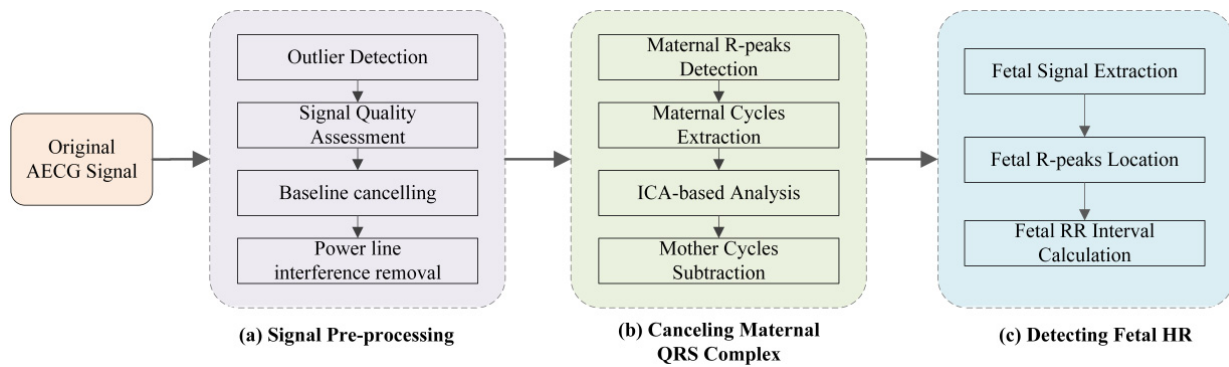 Original
AECG Signal
Outlier Detection
Signal Quality
Assessment
Baseline cancelling
Power line
interference removal
(a) Signal Pre-processing
Maternal R-peaks
Detection
Maternal Cycles
Extraction
ICA-based Analysis
Mother Cycles
Subtraction
(b) Canceling Maternal
QRS Complex
Fetal Signal Extraction
Fetal R-peaks Location
Fetal RR Interval
Calculation
(c) Detecting Fetal HR